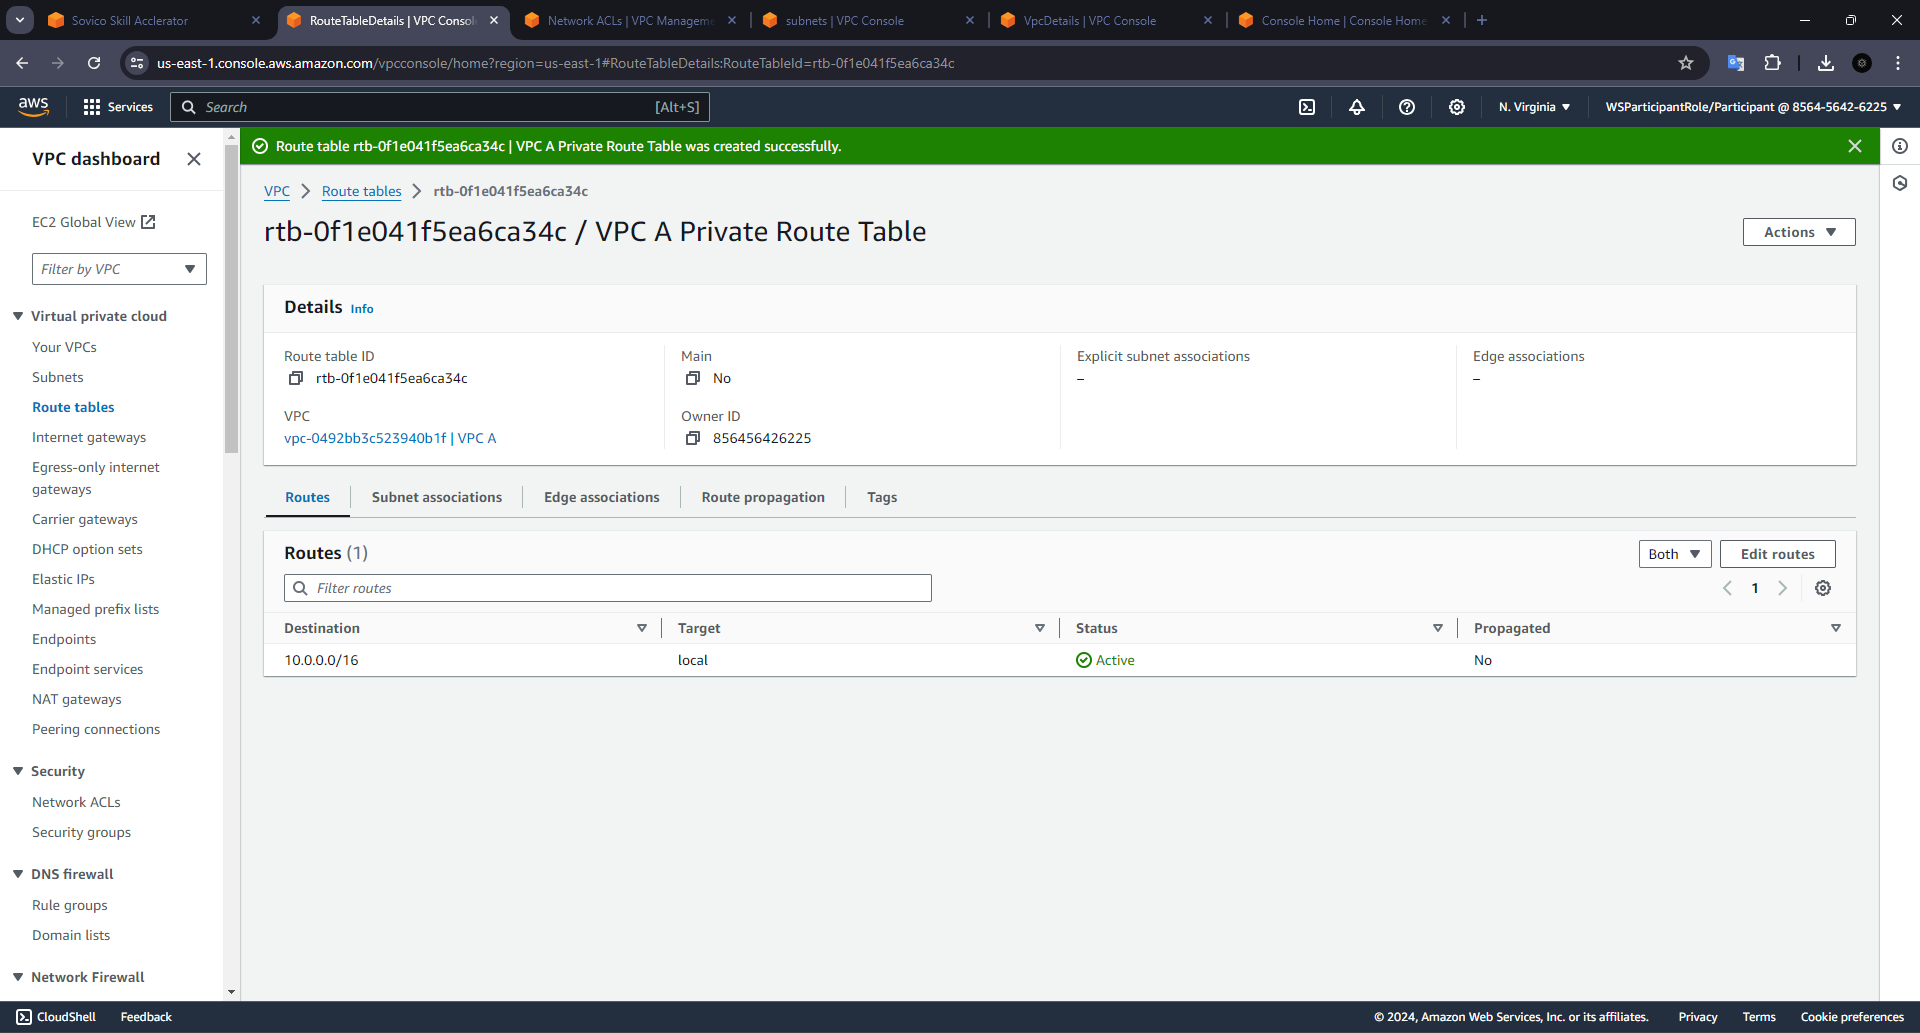 Sovico Skill Acclerator
RouteTableDetails | VPC Conso
Network ACLs | VPC Manageme
subnets | VPC Console
VpcDetails | VPC Console
Console Home | Console Home
us-east-1.console.aws.amazon.com/vpcconsole/home?region=us-east-1#RouteTableDetails:RouteTableId=rtb-0f1e041f5ea6ca34c
aws
Services
Search
[Alt+S]
N. Virginia
WSParticipantRole/Participant @ 8564-5642-6225
VPC dashboard
EC2 Global View
Filter by VPC
Virtual private cloud
Your VPCs
Subnets
Route tables
Internet gateways
Egress-only internet
gateways
Carrier gateways
DHCP option sets
Elastic IPs
Managed prefix lists
Endpoints
Endpoint services
NAT gateways
Peering connections
Security
Network ACLs
Security groups
DNS firewall
Rule groups
Domain lists
Network Firewall
Route table rtb-0f1e041f5ea6ca34c | VPC A Private Route Table was created successfully.
VPC
Route tables
rtb-0f1e041f5ea6ca34c
rtb-0f1e041f5ea6ca34c / VPC A Private Route Table
Actions
Details Info
Route table ID
rtb-0f1e041f5ea6ca34c
Main
No
Explicit subnet associations
–
Edge associations
–
VPC
vpc-0492bb3c523940b1f | VPC A
Owner ID
856456426225
Routes
Subnet associations
Edge associations
Route propagation
Tags
Routes (1)
Both
Edit routes
Filter routes
1
Destination
Target
Status
Propagated
10.0.0.0/16
local
Active
No
CloudShell
Feedback
© 2024, Amazon Web Services, Inc. or its affiliates.
Privacy
Terms
Cookie preferences